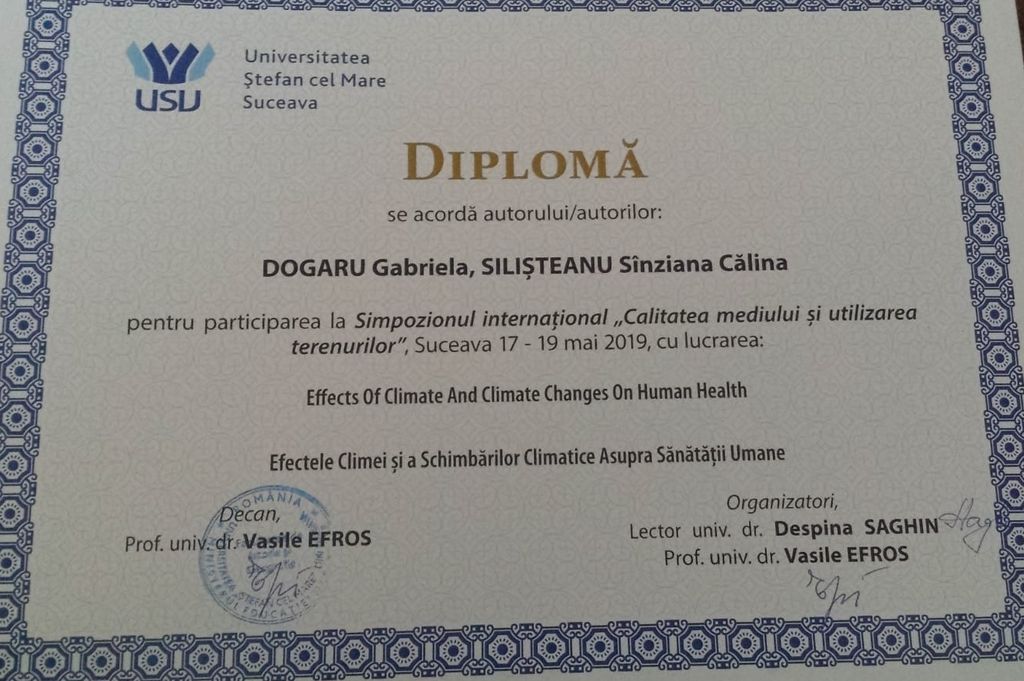 USV
Universitatea
Ștefan cel Mare
Suceava
DIPLOMĂ
se acordă autorului/autorilor:
DOGARU Gabriela, SILIȘTEANU Sînziana Călina
pentru participarea la Simpozionul internațional „Calitatea mediului și utilizarea
terenurilor”, Suceava 17 - 19 mai 2019, cu lucrarea:
Effects Of Climate And Climate Changes On Human Health
Efectele Climei și a Schimbărilor Climatice Asupra Sănătății Umane
Decan,
Prof. univ. dr. Vasile EFROS
ROMÂNIA
Organizatori,
Lector univ. dr. Despina SAGHIN
Prof. univ. dr. Vasile EFROS